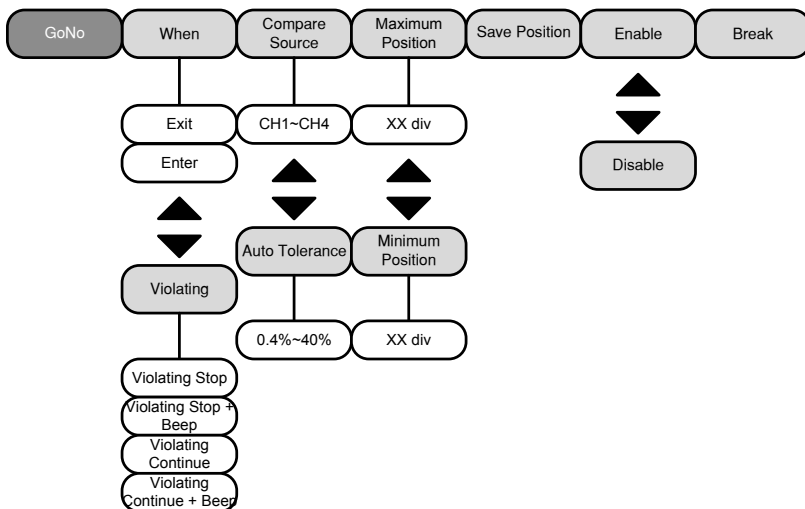 GoNo
When
Compare
Source
Maximum
Position
Save Position
Enable
Break
Exit
Enter
CH1~CH4
XX div
Disable
Violating
Auto Tolerance
Minimum
Position
0.4%~40%
XX div
Violating Stop
Violating Stop +
Beep
Violating
Continue
Violating
Continue + Beep